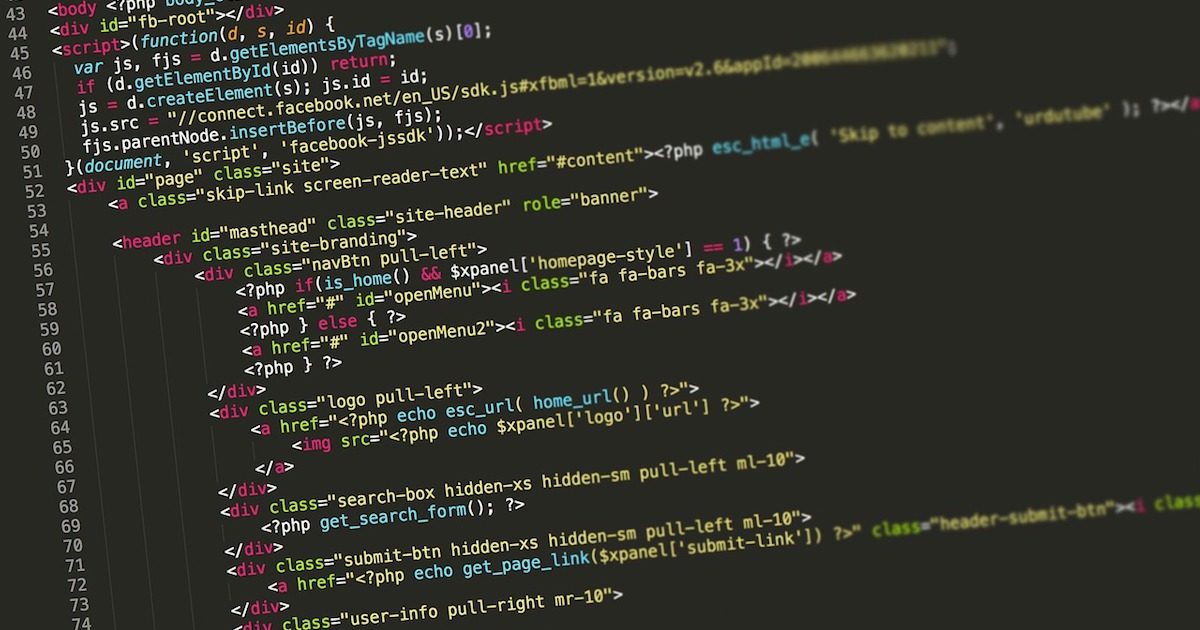 43 <body <?php
44 <div id="fb-root"></div>
45 <script>(function(d, s, id) {
46 var js, fjs = d.getElementsByTagName(s)[0];
47 if (d.getElementById(id)) return;
48 js = d.createElement(s); js.id = id;
49 js.src = "//connect.facebook.net/en_US/sdk.js#xfbml=1&version=v2.6&appId=
50 fjs.parentNode.insertBefore(js, fjs);
51 }(document, 'script', 'facebook-jssdk'));</script>
52 <div id="page" class="site">
53 <a class="skip-link screen-reader-text" href="#content"><?php esc_html_e( 'Skip to content', 'urdutube' ); ?></a
54
55 <header id="masthead" class="site-header" role="banner">
56 <div class="site-branding">
57 <div class="navBtn pull-left">
58 <?php if(is_home() && $xpanel['homepage-style'] == 1) { ?>
59 <a href="#" id="openMenu"><i class="fa fa-bars fa-3x"></i></a>
60 <?php } else { ?>
61 <a href="#" id="openMenu2"><i class="fa fa-bars fa-3x"></i></a>
62 <?php } ?>
63 </div>
64 <div class="logo pull-left">
65 <a href="<?php echo esc_url( home_url() ) ?>">
66 <img src="<?php echo $xpanel['logo']['url'] ?>">
67 </a>
68 </div>
69 <div class="search-box hidden-xs hidden-sm pull-left ml-10">
70 <?php get_search_form(); ?>
71 </div>
72 <div class="submit-btn hidden-xs hidden-sm pull-left ml-10">
73 <a href="<?php echo get_page_link($xpanel['submit-link']) ?>" class="header-submit-btn"><i class
74 </div>
<div class="user-info pull-right mr-10">